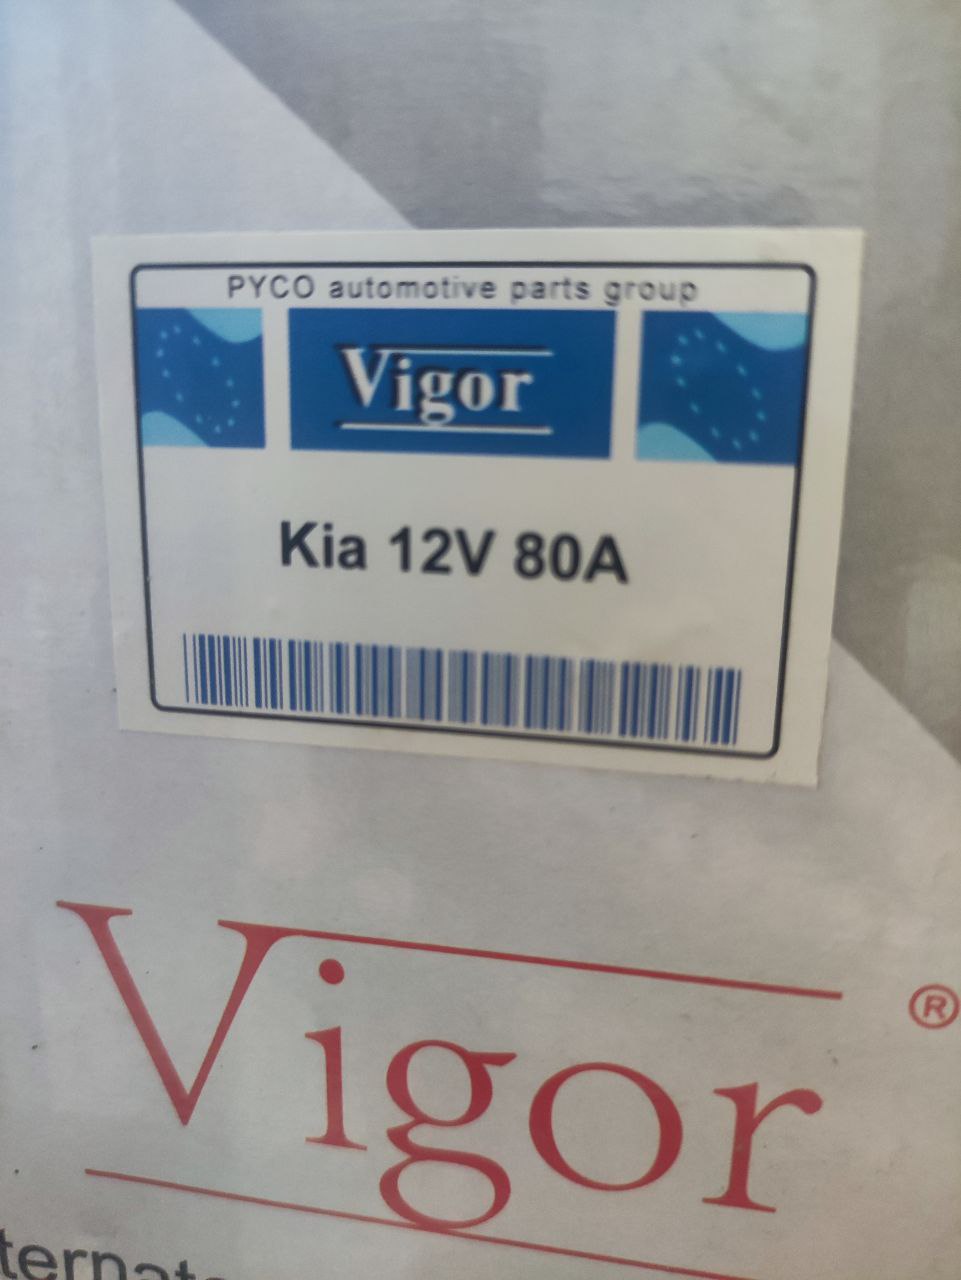 PYCO automotive parts group
Vigor
Kia 12V 80A
Vigor ®